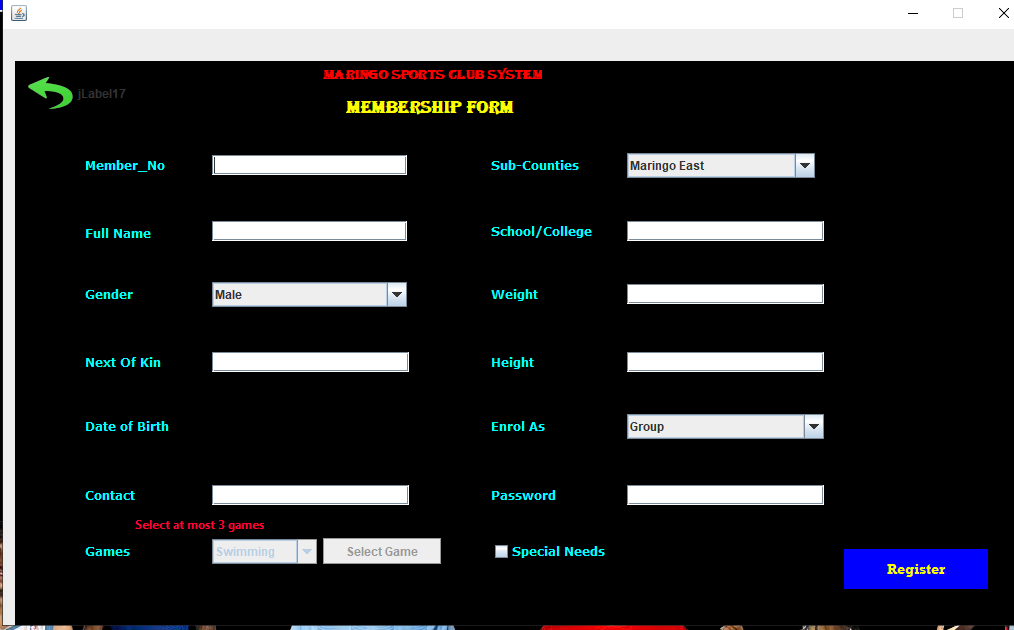 MARINGO SPORTS CLUB SYSTEM
jLabel17
MEMBERSHIP FORM
Member_No
Sub-Counties Maringo East
Full Name
School/College
Gender Male
Weight
Next Of Kin
Height
Date of Birth
Enrol As Group
Contact
Password
Select at most 3 games
Games Swimming Select Game
Special Needs
Register